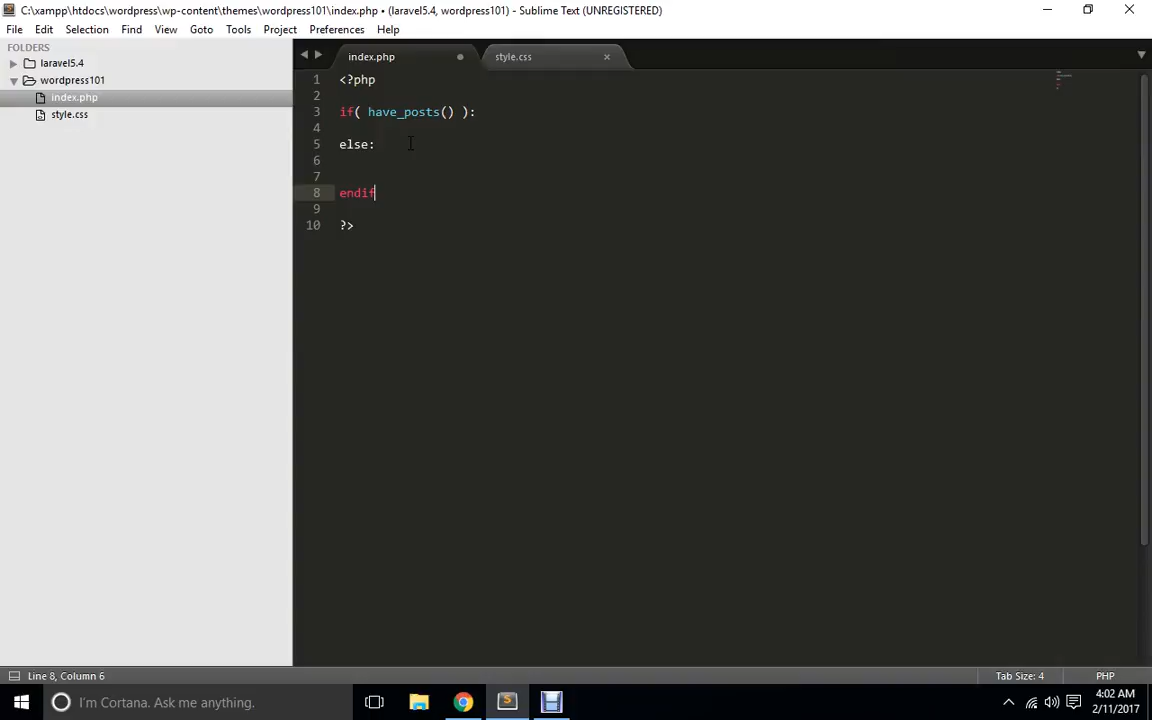 C:\xampp\htdocs\wordpress\wp-content\themes\wordpress101\index.php • (laravel5.4, wordpress101) - Sublime Text (UNREGISTERED)
File Edit Selection Find View Goto Tools Project Preferences Help
FOLDERS
laravel5.4
wordpress101
index.php
style.css
index.php
style.css
1 <?php
2
3 if( have_posts() ):
4
5 else:
6
7
8 endif
9
10 ?>
Line 8, Column 6
Tab Size: 4
PHP
I'm Cortana. Ask me anything.
4:02 AM
2/11/2017